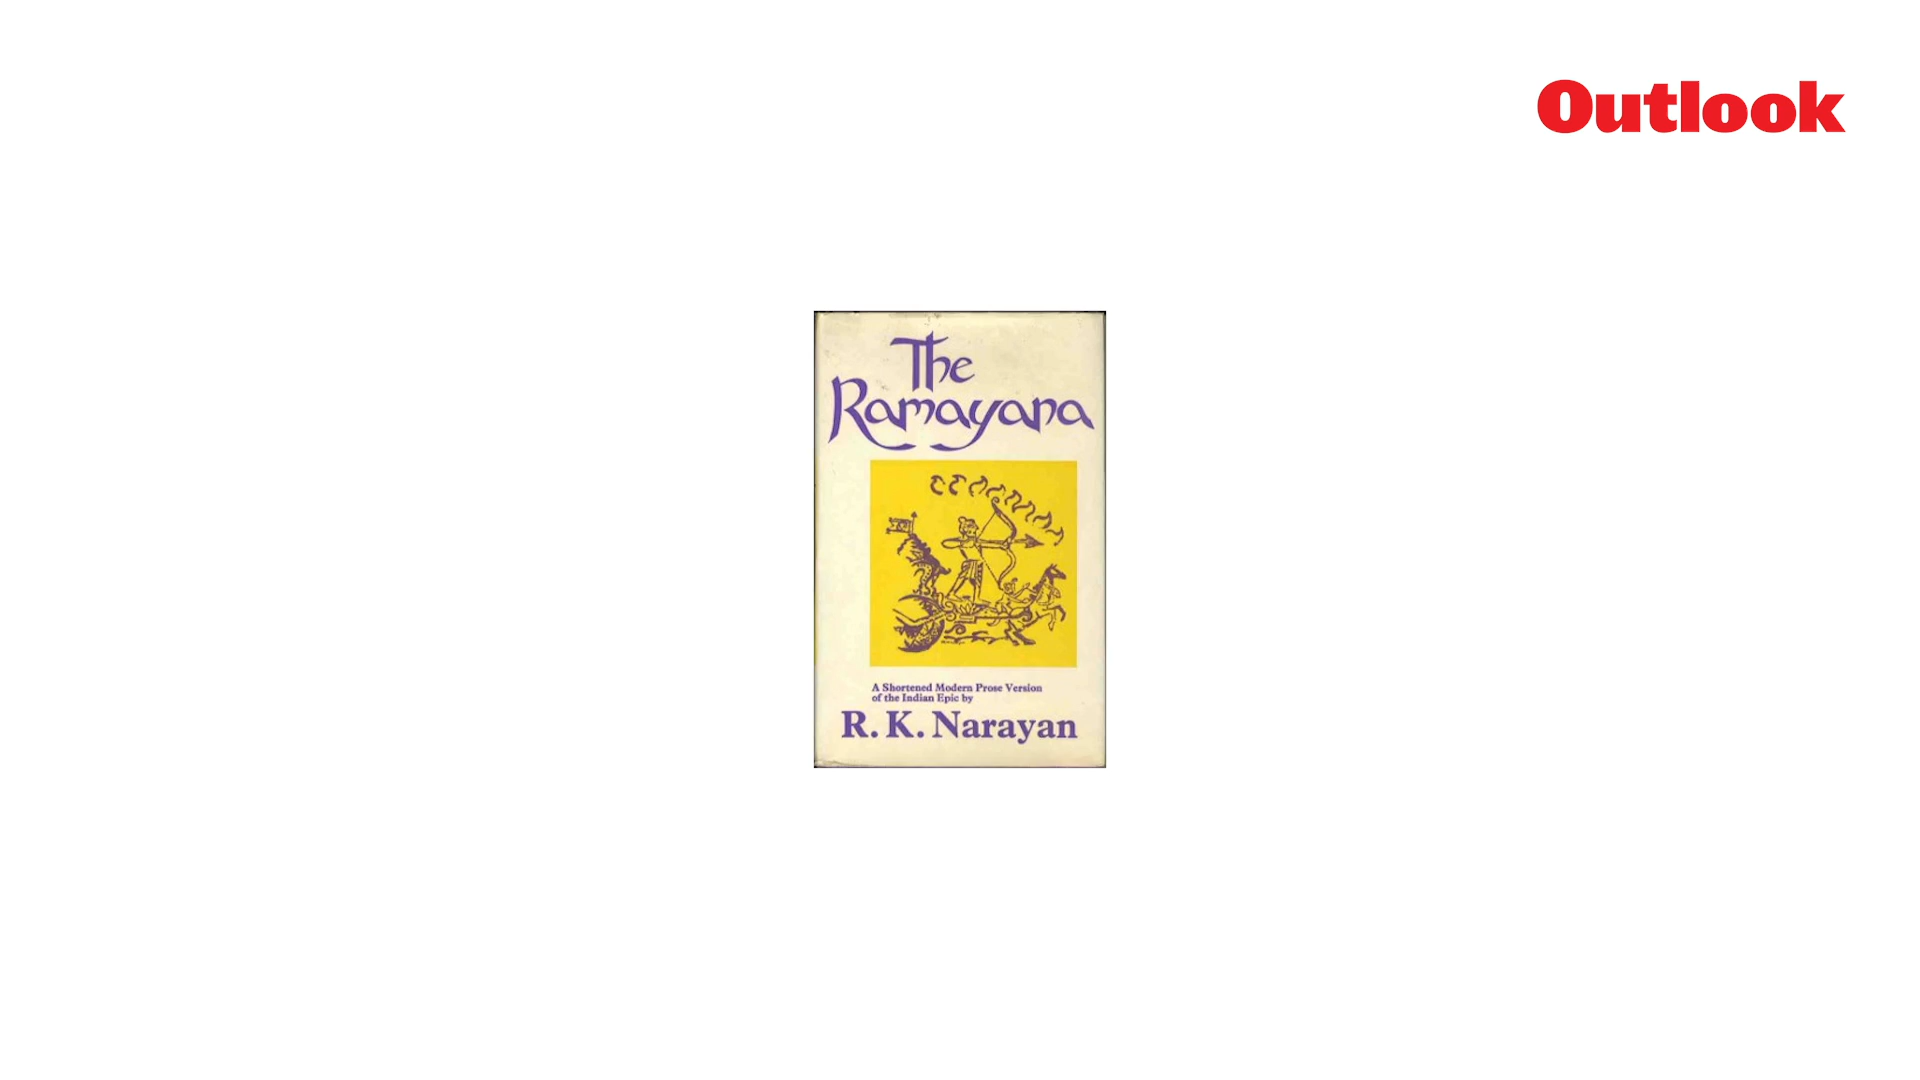 Outlook
The
Ramayana
A Shortened Modern Prose Version
of the Indian Epic by
R. K. Narayan